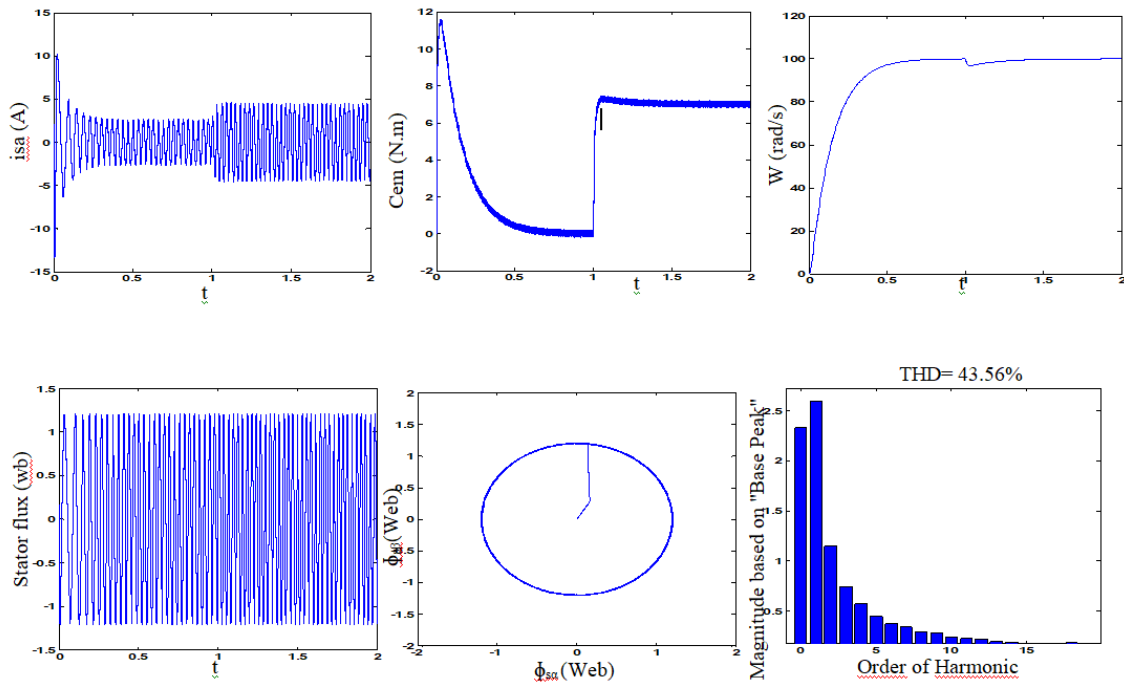 15
10
5
0
-5
-10
-15
0 0.5 1 1.5 2
isa (A)
t
12
10
8
6
4
2
0
-2
0 0.5 1 1.5 2
Cem (N.m)
t
120
100
80
60
40
20
0
0 0.5 1 1.5 2
W (rad/s)
t
1.5
1
0.5
0
-0.5
-1
-1.5
0 0.5 1 1.5 2
Stator flux (wb)
t
2
1.5
1
0.5
0
-0.5
-1
-1.5
-2
-2 -1 0 1 2
ϕsβ(Web)
ϕsα(Web)
THD= 43.56%
2.5
2
1.5
1
0.5
0 5 10
Magnitude based on "Base Peak"
Order of Harmonic